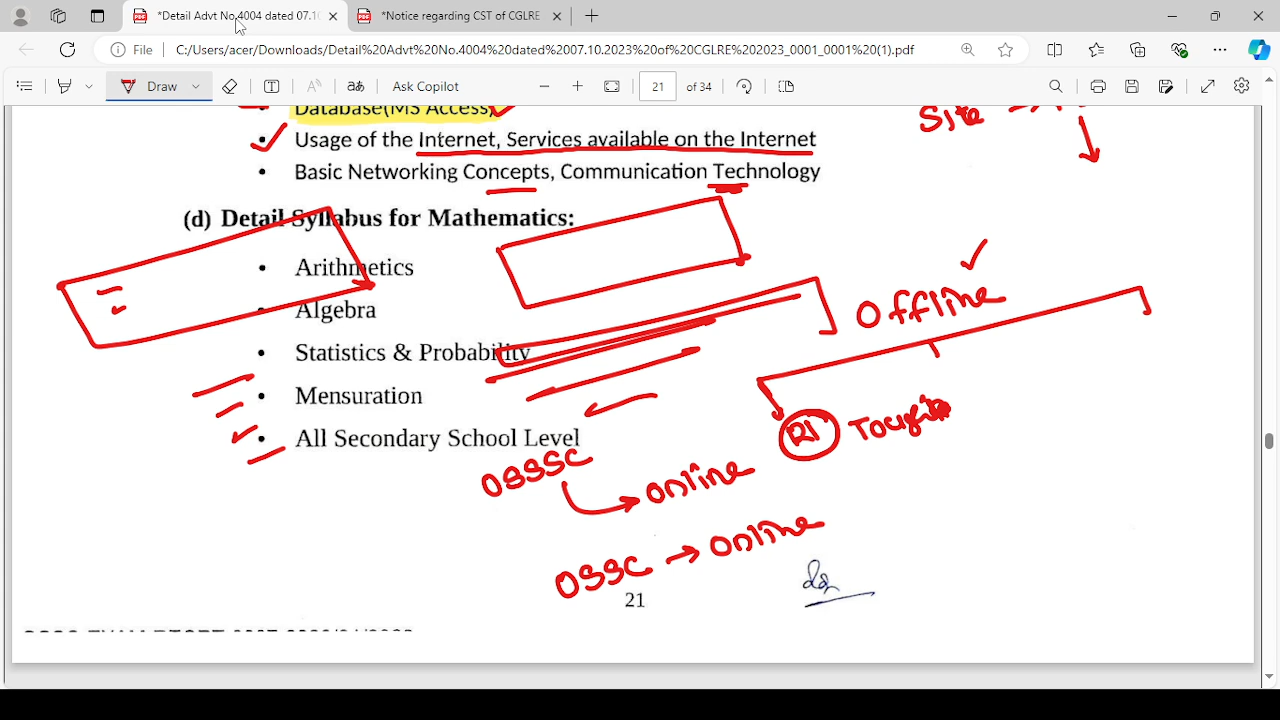 *Detail Advt No.4004 dated 07.10
*Notice regarding CST of CGLRE
File
C:/Users/acer/Downloads/Detail%20Advt%20No.4004%20dated%2007.10.2023%20of%20CGLRE%202023_0001_0001%20(1).pdf
Draw
Ask Copilot
21 of 34
Database(MS Access)
Site
• Usage of the Internet, Services available on the Internet
• Basic Networking Concepts, Communication Technology
(d) Detail Syllabus for Mathematics:
• Arithmetics
• Algebra
Offline
• Statistics & Probability
• Mensuration
RI
• All Secondary School Level
OSSSC → Online
OSSC → Online
21